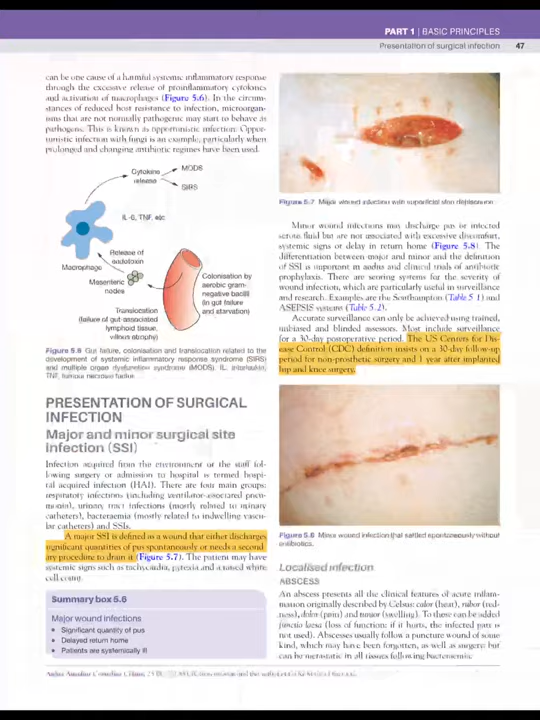 PART 1 | BASIC PRINCIPLES
Presentation of surgical infection 47
can be one cause of a harmful systemic inflammatory response
through the excessive release of proinflammatory cytokines
and activation of macrophages (Figure 5.6). In the circum-
stances of reduced host resistance to infection, microorgan-
isms that are not normally pathogenic may start to behave as
pathogens. This is known as opportunistic infection. Oppor-
tunistic infection with fungi is an example, particularly when
prolonged and changing antibiotic regimes have been used.
Cytokine
release
MODS
SIRS
IL-6, TNF, etc
Macrophage
Release of
endotoxin
Mesenteric
nodes
Colonisation by
aerobic gram-
negative bacilli
(in gut failure
and starvation)
Translocation
(failure of gut-associated
lymphoid tissue,
villous atrophy)
Figure 5.6 Gut failure, colonisation and translocation related to the
development of systemic inflammatory response syndrome (SIRS)
and multiple organ dysfunction syndrome (MODS). IL, interleukin;
TNF, tumour necrosis factor.
PRESENTATION OF SURGICAL
INFECTION
Major and minor surgical site
infection (SSI)
Infection acquired from the environment or the staff fol-
lowing surgery or admission to hospital is termed hospi-
tal acquired infection (HAI). There are four main groups:
respiratory infections (including ventilator-associated pneu-
monia), urinary tract infections (mostly related to urinary
catheters), bacteraemia (mostly related to indwelling vascu-
lar catheters) and SSIs.
A major SSI is defined as a wound that either discharges
significant quantities of pus spontaneously or needs a second-
ary procedure to drain it (Figure 5.7). The patient may have
systemic signs such as tachycardia, pyrexia and a raised white
cell count.
Summary box 5.6
Major wound infections
• Significant quantity of pus
• Delayed return home
• Patients are systemically ill
Figure 5.7 Major wound infection with superficial skin dehiscence.
Minor wound infections may discharge pus or infected
serous fluid but are not associated with excessive discomfort,
systemic signs or delay in return home (Figure 5.8). The
differentiation between major and minor and the definition
of SSI is important in audits and clinical trials of antibiotic
prophylaxis. There are scoring systems for the severity of
wound infection, which are particularly useful in surveillance
and research. Examples are the Southampton (Table 5.1) and
ASEPSIS systems (Table 5.2).
Accurate surveillance can only be achieved using trained,
unbiased and blinded assessors. Most include surveillance
for a 30-day postoperative period. The US Centers for Dis-
ease Control (CDC) definition insists on a 30-day follow-up
period for non-prosthetic surgery and 1 year after implanted
hip and knee surgery.
Figure 5.8 Minor wound infection that settled spontaneously without
antibiotics.
Localised infection
ABSCESS
An abscess presents all the clinical features of acute inflam-
mation originally described by Celsus: calor (heat), rubor (red-
ness), dolor (pain) and tumor (swelling). To these can be added
functio laesa (loss of function: if it hurts, the infected part is
not used). Abscesses usually follow a puncture wound of some
kind, which may have been forgotten, as well as surgery but
can be metastatic in all tissues following bacteraemia.